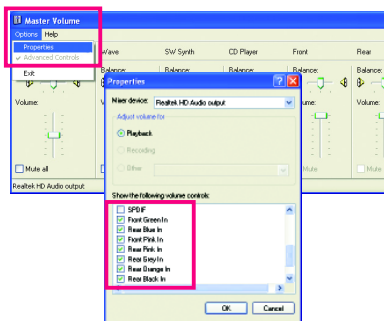 Master Volume
Options Help
Properties
Advanced Controls
Exit
Wave
SW Synth
CD Player
Front
Rear
Balance:
Balance:
Balance:
Balance:
Balance:
Volume:
Mute all
Mute
Mute
Realtek HD Audio output
Properties
Mixer device: Realtek HD Audio output
Adjust volume for
Playback
Recording
Other
Show the following volume controls:
SPDIF
Front Green In
Rear Blue In
Front Pink In
Rear Pink In
Rear Grey In
Rear Orange In
Rear Black In
OK Cancel